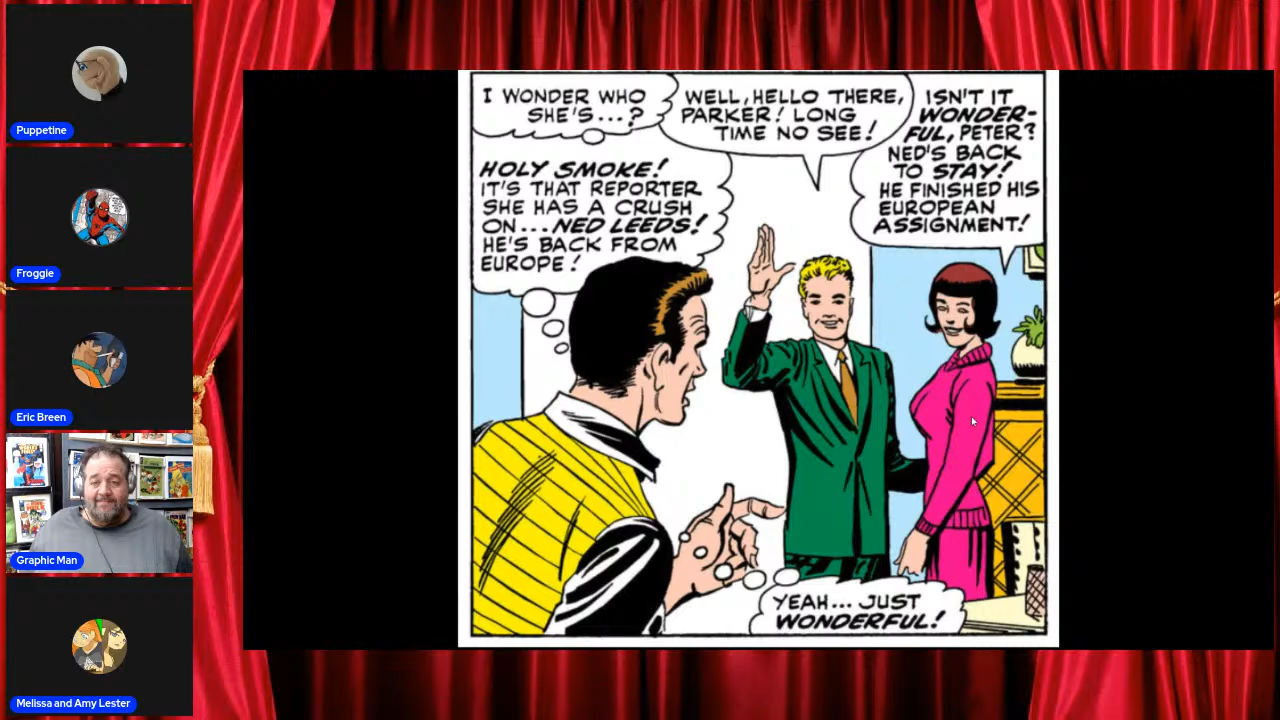 Puppetine
Froggie
Eric Breen
Graphic Man
Melissa and Amy Lester
I WONDER WHO
SHE'S...?
HOLY SMOKE!
IT'S THAT REPORTER
SHE HAS A CRUSH
ON...NED LEEDS!
HE'S BACK FROM
EUROPE!
WELL, HELLO THERE,
PARKER! LONG
TIME NO SEE!
ISN'T IT
WONDER-
FUL, PETER?
NED'S BACK
TO STAY!
HE FINISHED HIS
EUROPEAN
ASSIGNMENT!
YEAH... JUST
WONDERFUL!